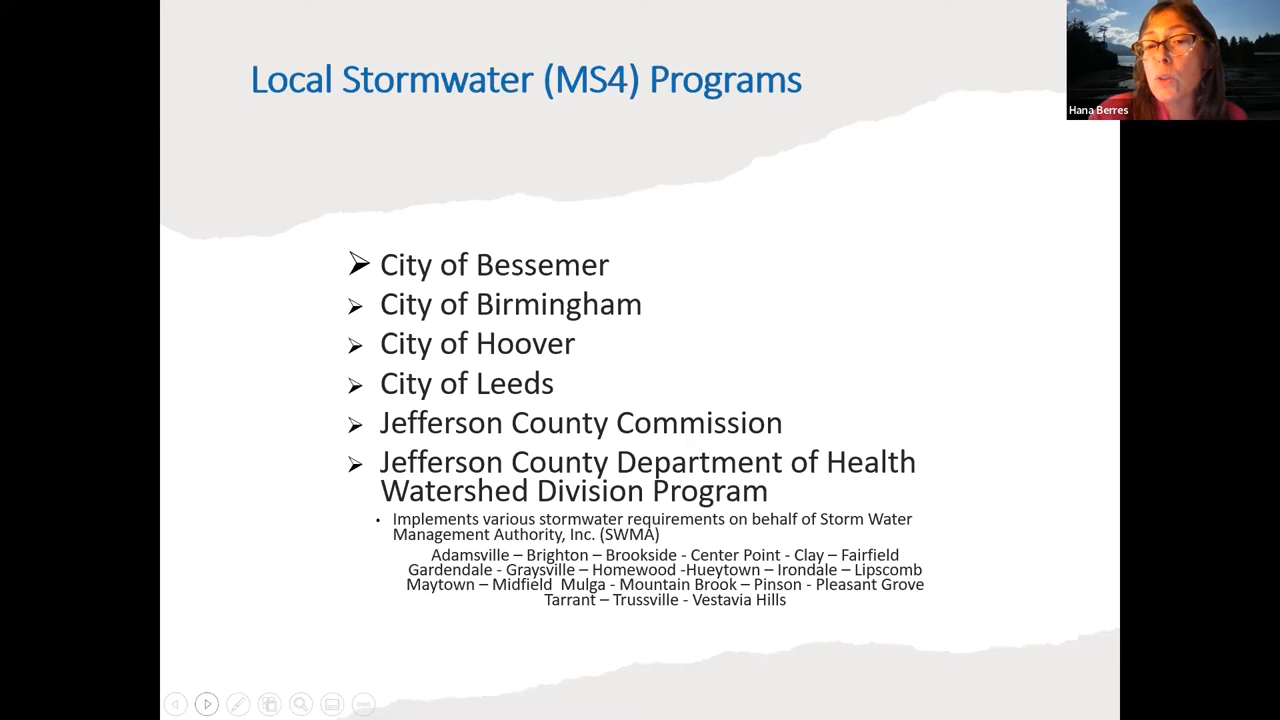 Local Stormwater (MS4) Programs
Hana Berres
City of Bessemer
City of Birmingham
City of Hoover
City of Leeds
Jefferson County Commission
Jefferson County Department of Health
Watershed Division Program
Implements various stormwater requirements on behalf of Storm Water
Management Authority, Inc. (SWMA)
Adamsville – Brighton – Brookside - Center Point - Clay – Fairfield
Gardendale - Graysville – Homewood -Hueytown – Irondale – Lipscomb
Maytown – Midfield  Mulga - Mountain Brook – Pinson - Pleasant Grove
Tarrant – Trussville - Vestavia Hills